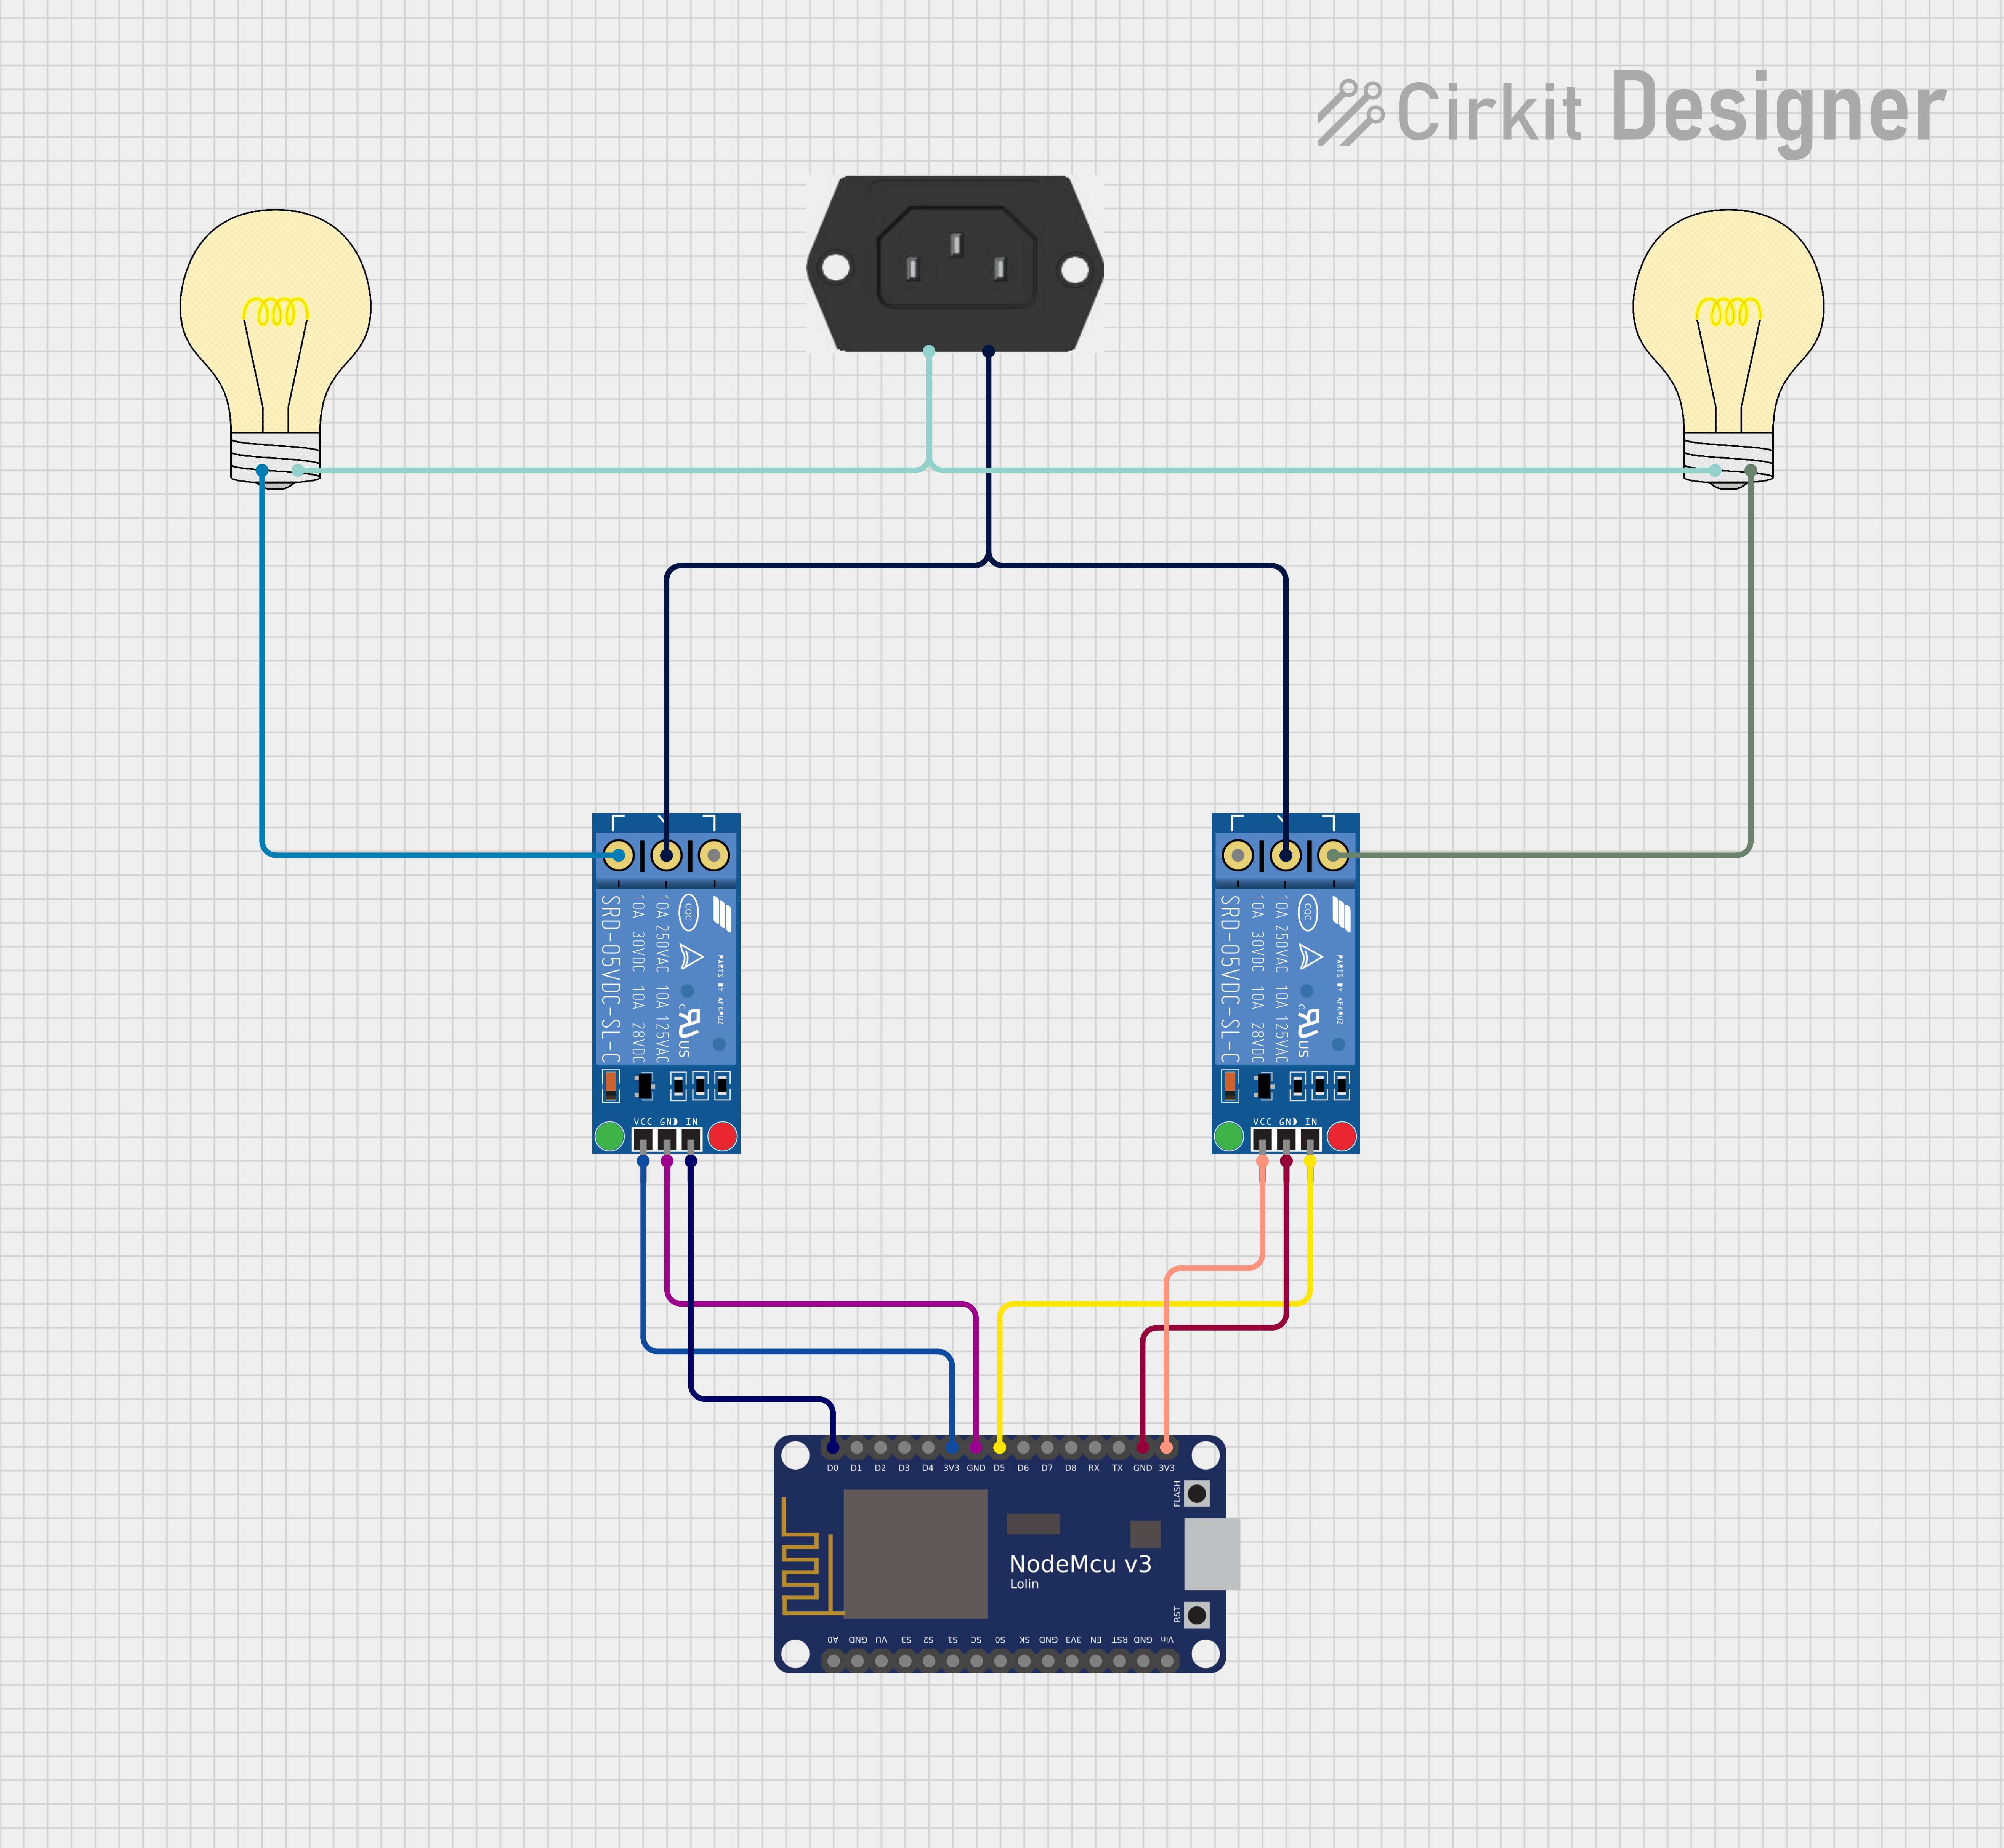 Cirkit Designer
SRD-05VDC-SL-C
10A 30VDC 10A 28VDC
10A 250VAC 10A 125VAC
CQC
c
US
PARTS BY AFKPUZ
VCC GND IN
SRD-05VDC-SL-C
10A 30VDC 10A 28VDC
10A 250VAC 10A 125VAC
CQC
c
US
PARTS BY AFKPUZ
VCC GND IN
D0 D1 D2 D3 D4 3V3 GND D5 D6 D7 D8 RX TX GND 3V3
FLASH
NodeMcu v3
Lolin
RST
A0 GND VU S3 S2 S1 SC S0 SK GND 3V3 EN RST GND Vin